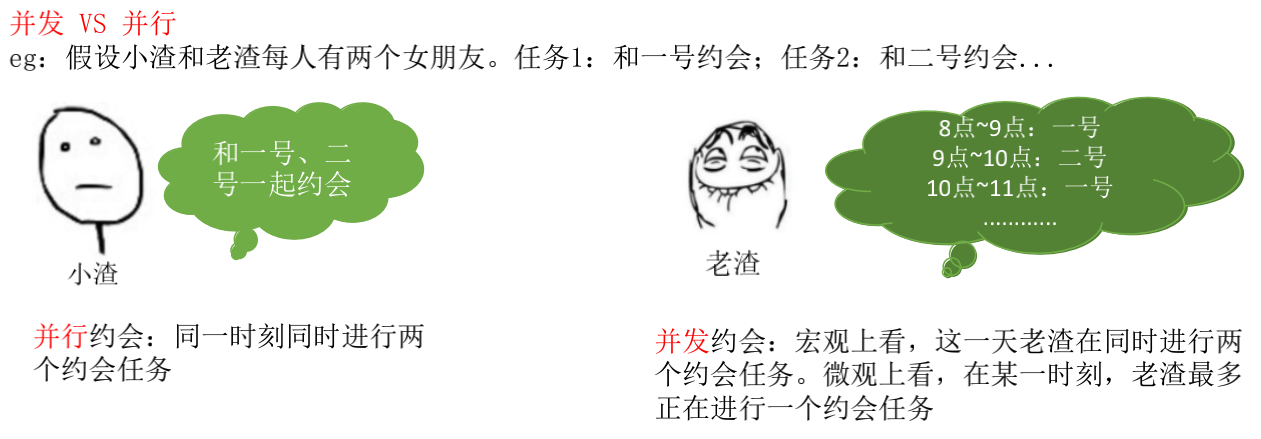 并发 VS 并行
eg：假设小渣和老渣每人有两个女朋友。任务1：和一号约会；任务2：和二号约会...
和一号、二
号一起约会
小渣
并行约会：同一时刻同时进行两
个约会任务
8点~9点：一号
9点~10点：二号
10点~11点：一号
…………
老渣
并发约会：宏观上看，这一天老渣在同时进行两
个约会任务。微观上看，在某一时刻，老渣最多
正在进行一个约会任务